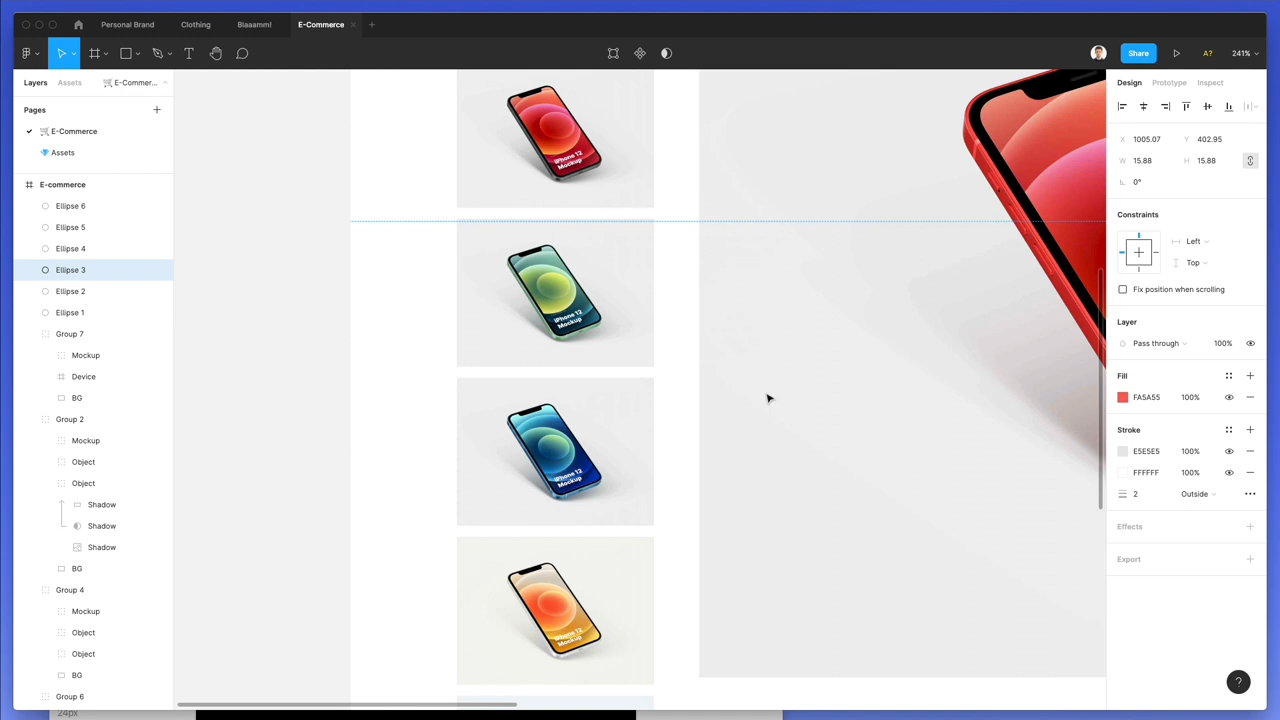 Personal Brand Clothing Blaaamm! E-Commerce
Share A? 241%
Layers Assets E-Commer...
Design Prototype Inspect
Pages
E-Commerce
Assets
E-commerce
Ellipse 6
Ellipse 5
Ellipse 4
Ellipse 3
Ellipse 2
Ellipse 1
Group 7
Mockup
Device
BG
Group 2
Mockup
Object
Object
Shadow
Shadow
Shadow
BG
Group 4
Mockup
Object
Object
BG
Group 6
24px
iPhone 12
Mockup
iPhone 12
Mockup
iPhone 12
Mockup
iPhone 12
Mockup
X 1005.07 Y 402.95
W 15.88 H 15.88
0°
Constraints
Left
Top
Fix position when scrolling
Layer
Pass through 100%
Fill
FA5A55 100%
Stroke
E5E5E5 100%
FFFFFF 100%
2 Outside
Effects
Export
?